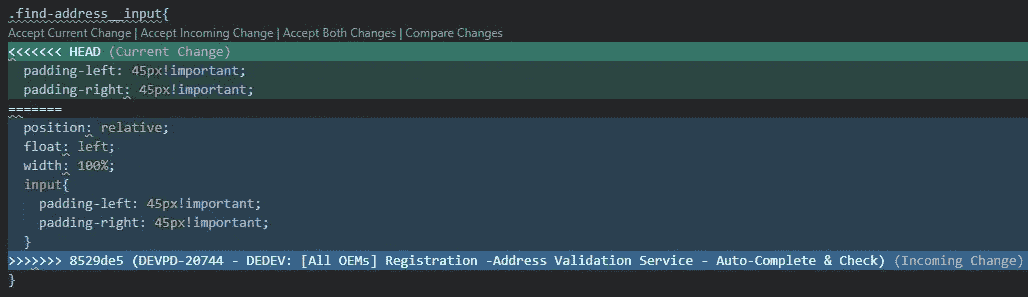 .find-address__input{
Accept Current Change | Accept Incoming Change | Accept Both Changes | Compare Changes
<<<<<<< HEAD (Current Change)
  padding-left: 45px!important;
  padding-right: 45px!important;
=======
  position: relative;
  float: left;
  width: 100%;
  input{
    padding-left: 45px!important;
    padding-right: 45px!important;
  }
>>>>>>> 8529de5 (DEVPD-20744 - DEDEV: [All OEMs] Registration -Address Validation Service - Auto-Complete & Check) (Incoming Change)
}